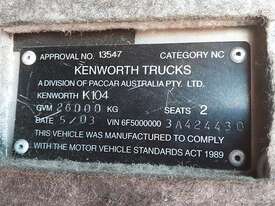 APPROVAL NO. 13547 CATEGORY NC
KENWORTH TRUCKS
A DIVISION OF PACCAR AUSTRALIA PTY. LTD.
KENWORTH K104
GVM 26000 KG SEATS 2
DATE 5/03 VIN 6F5000000 3A424430
THIS VEHICLE WAS MANUFACTURED TO COMPLY
WITH THE MOTOR VEHICLE STANDARDS ACT 1989